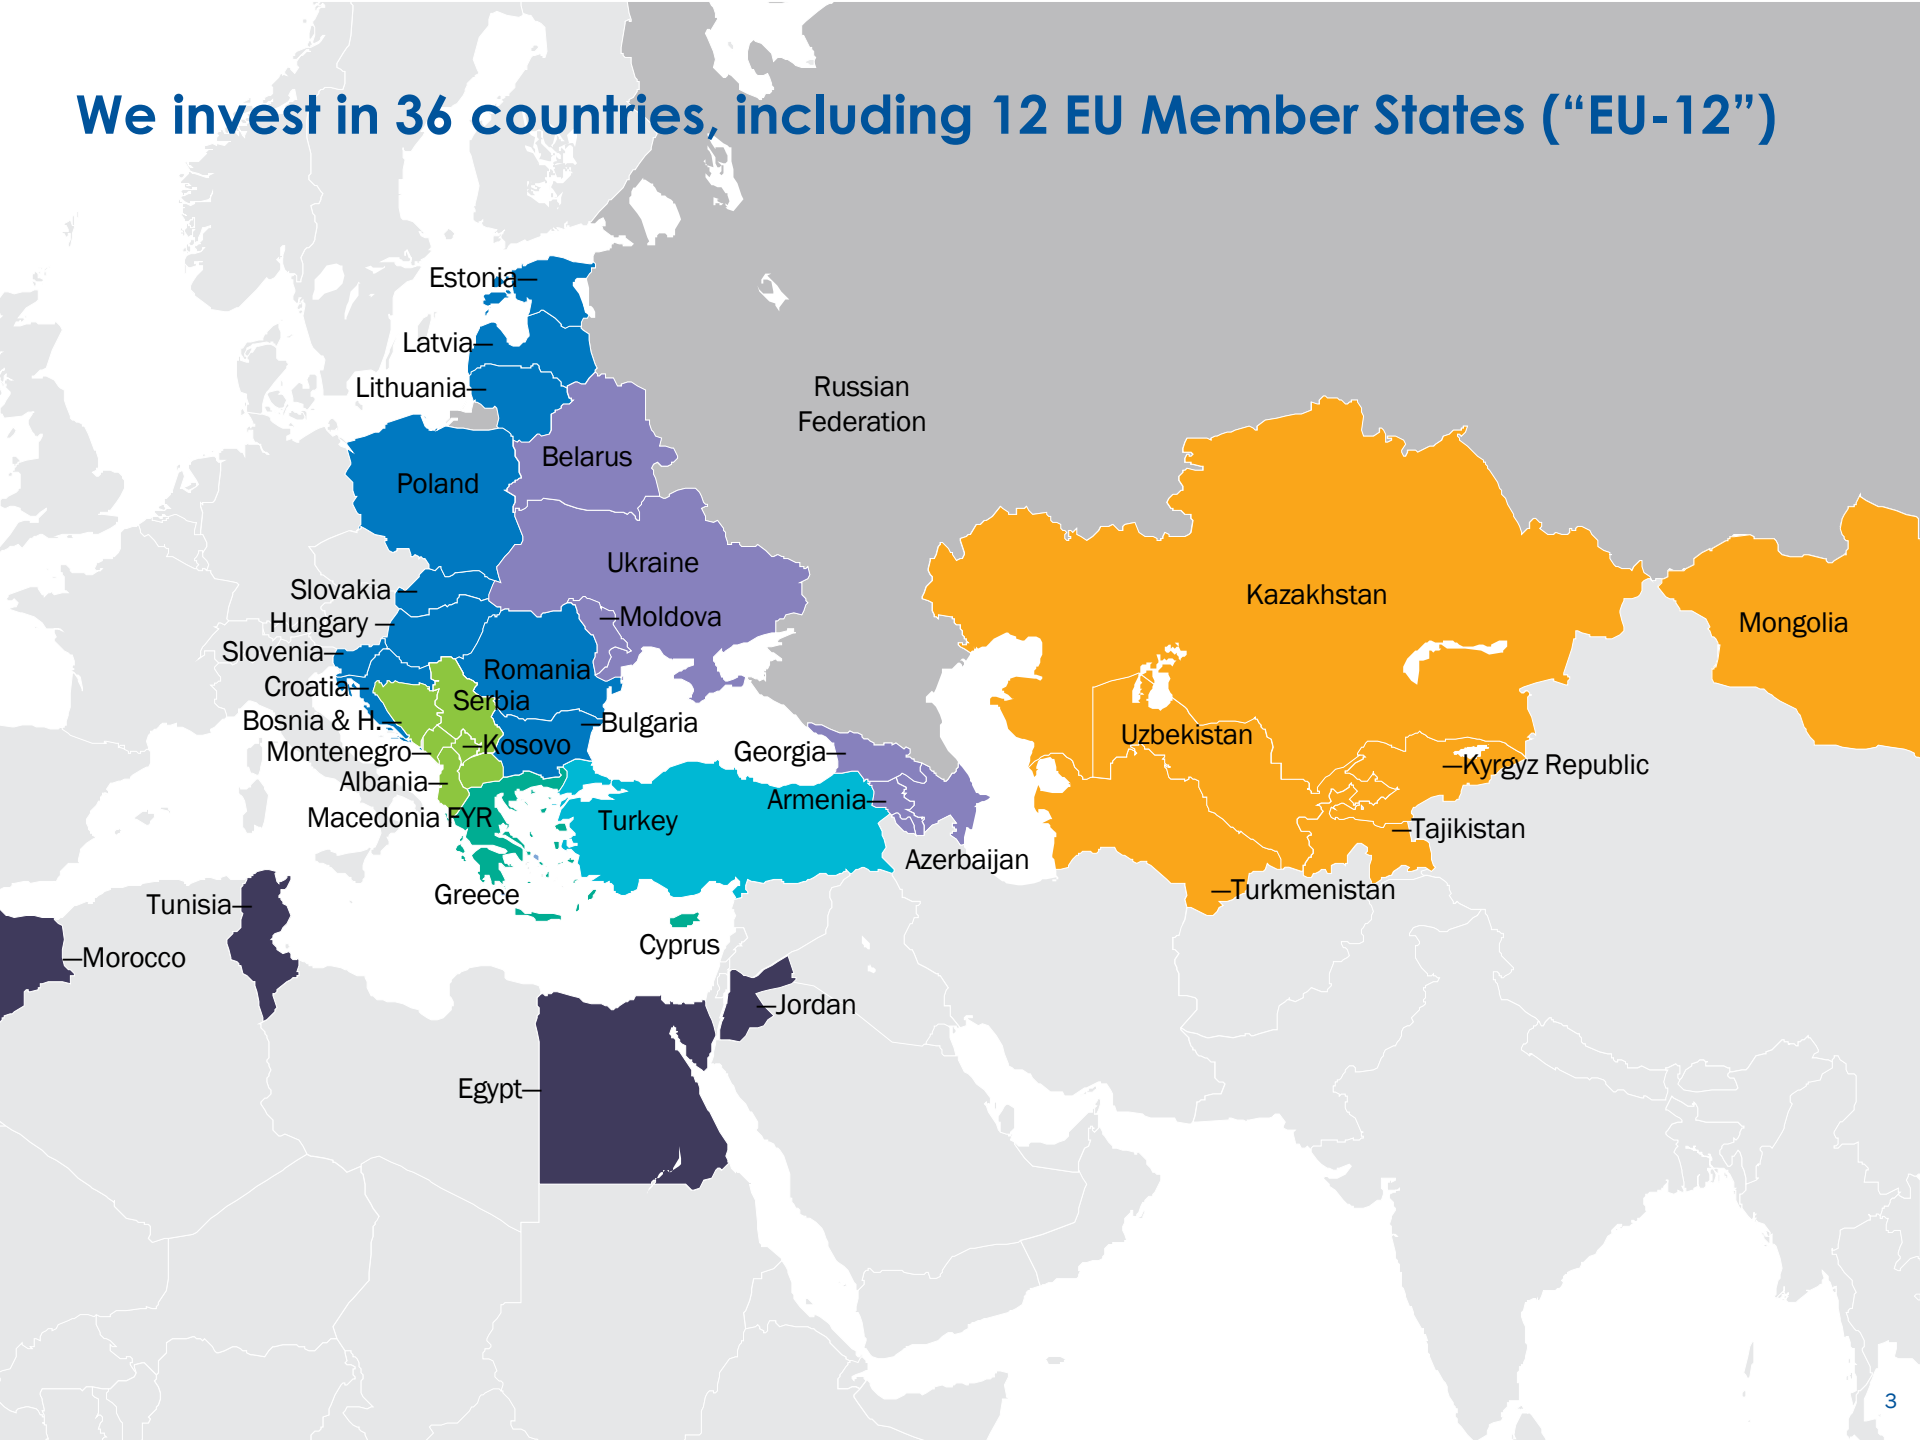 We invest in 36 countries, including 12 EU Member States (“EU-12”)
Estonia
Latvia
Lithuania
Russian
Federation
Belarus
Poland
Ukraine
Slovakia
Kazakhstan
Hungary
Moldova
Mongolia
Slovenia
Romania
Croatia
Serbia
Bosnia & H.
Bulgaria
Uzbekistan
Kosovo
Montenegro
Georgia
Kyrgyz Republic
Albania
Armenia
Macedonia FYR
Turkey
Tajikistan
Azerbaijan
Greece
Turkmenistan
Tunisia
Cyprus
Morocco
Jordan
Egypt
3